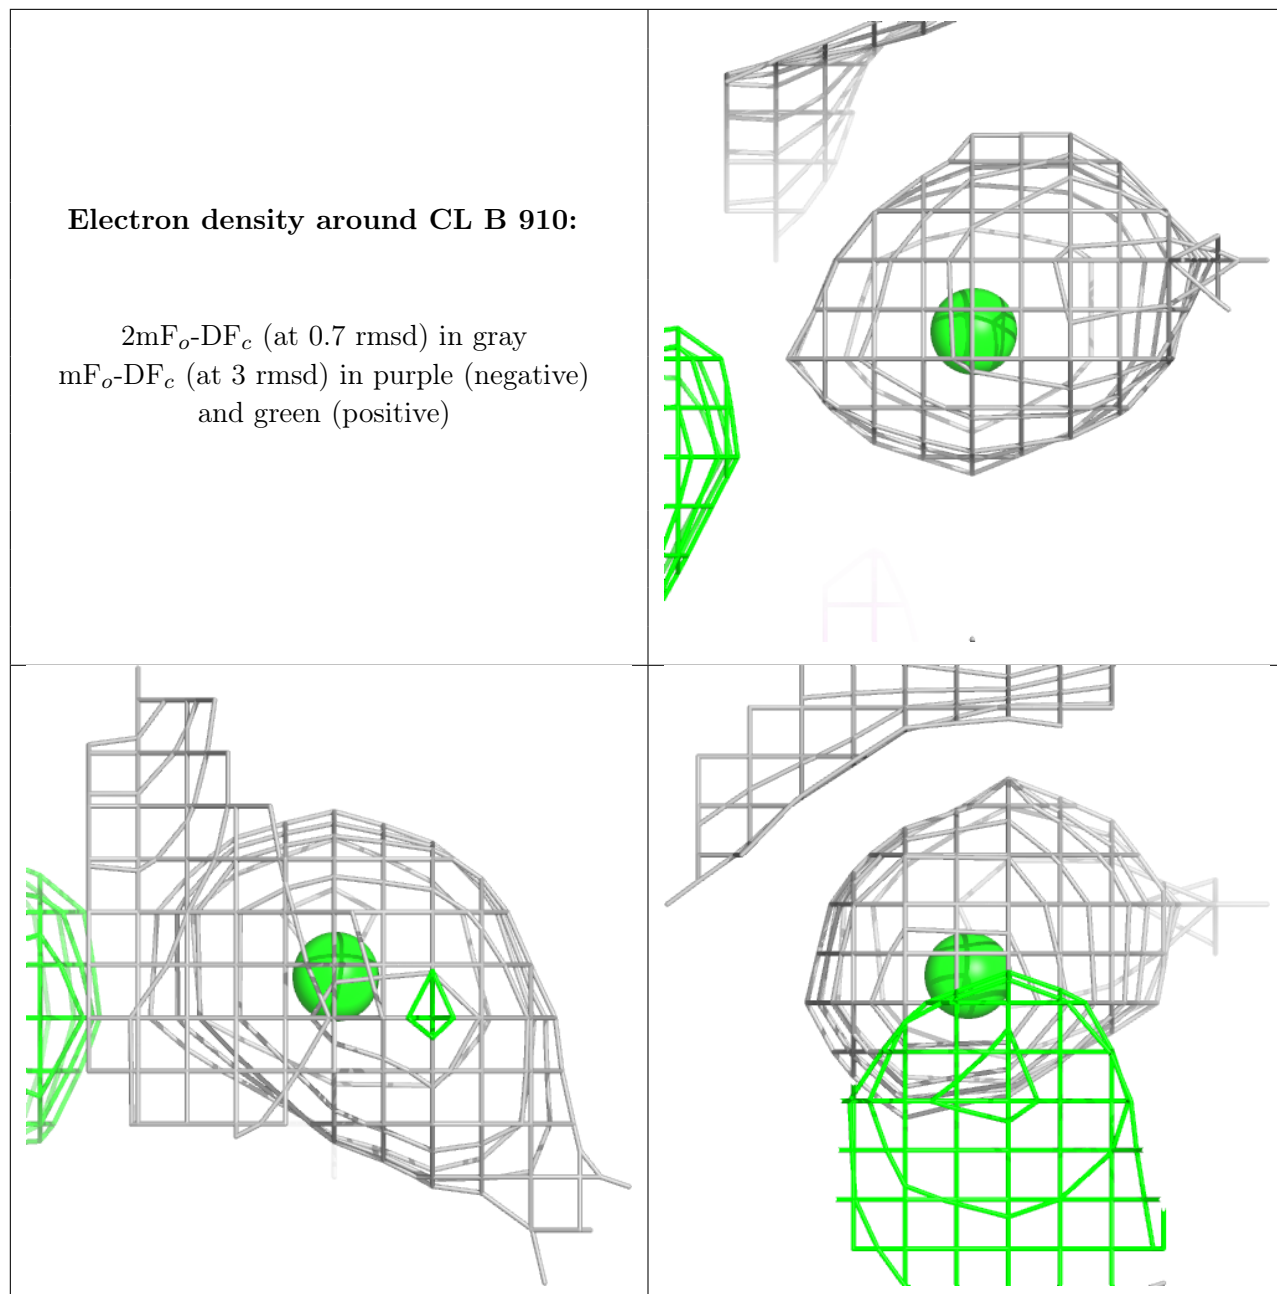 Electron density around CL B 910:
2mFo-DFc (at 0.7 rmsd) in gray
mFo-DFc (at 3 rmsd) in purple (negative)
and green (positive)